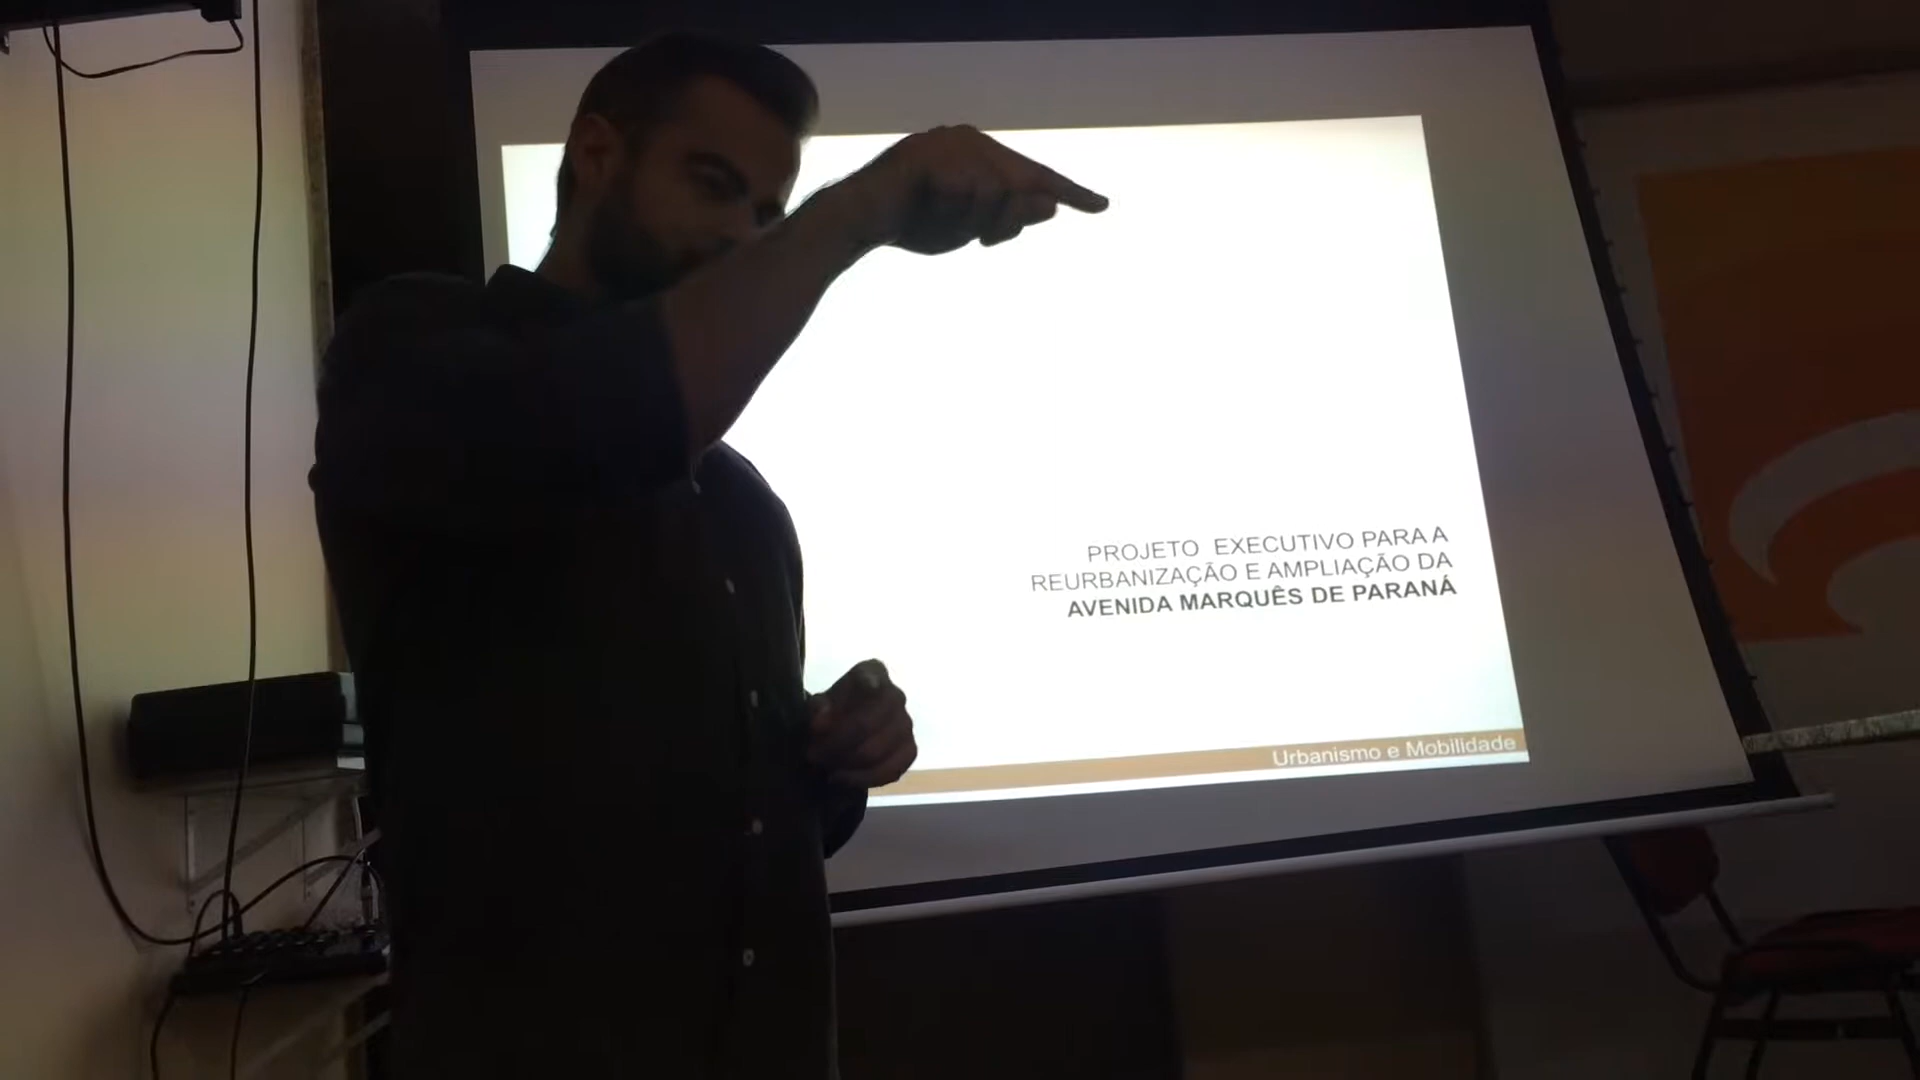 PROJETO EXECUTIVO PARA A
REURBANIZAÇÃO E AMPLIAÇÃO DA
AVENIDA MARQUÊS DE PARANÁ
Urbanismo e Mobilidade